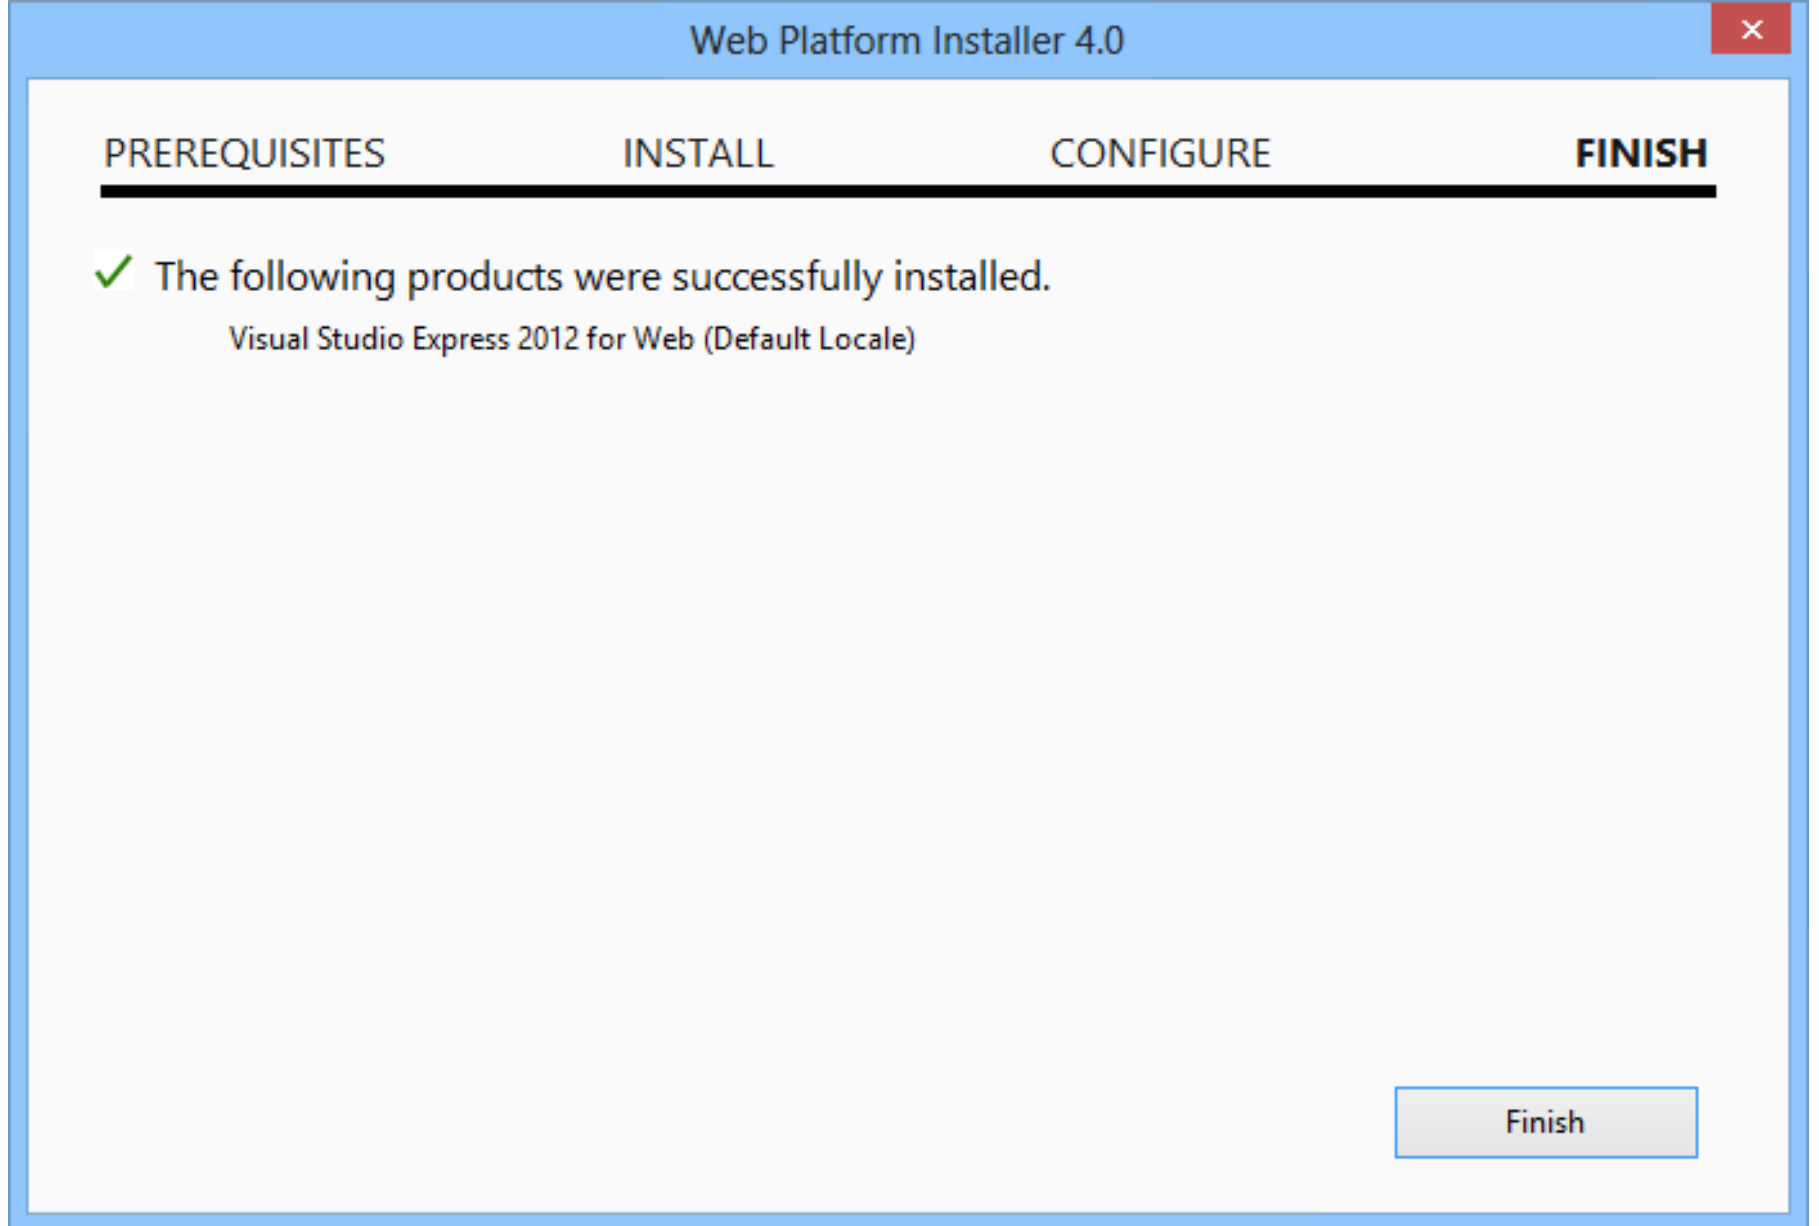 Web Platform Installer 4.0
PREREQUISITES INSTALL CONFIGURE FINISH
The following products were successfully installed.
Visual Studio Express 2012 for Web (Default Locale)
Finish